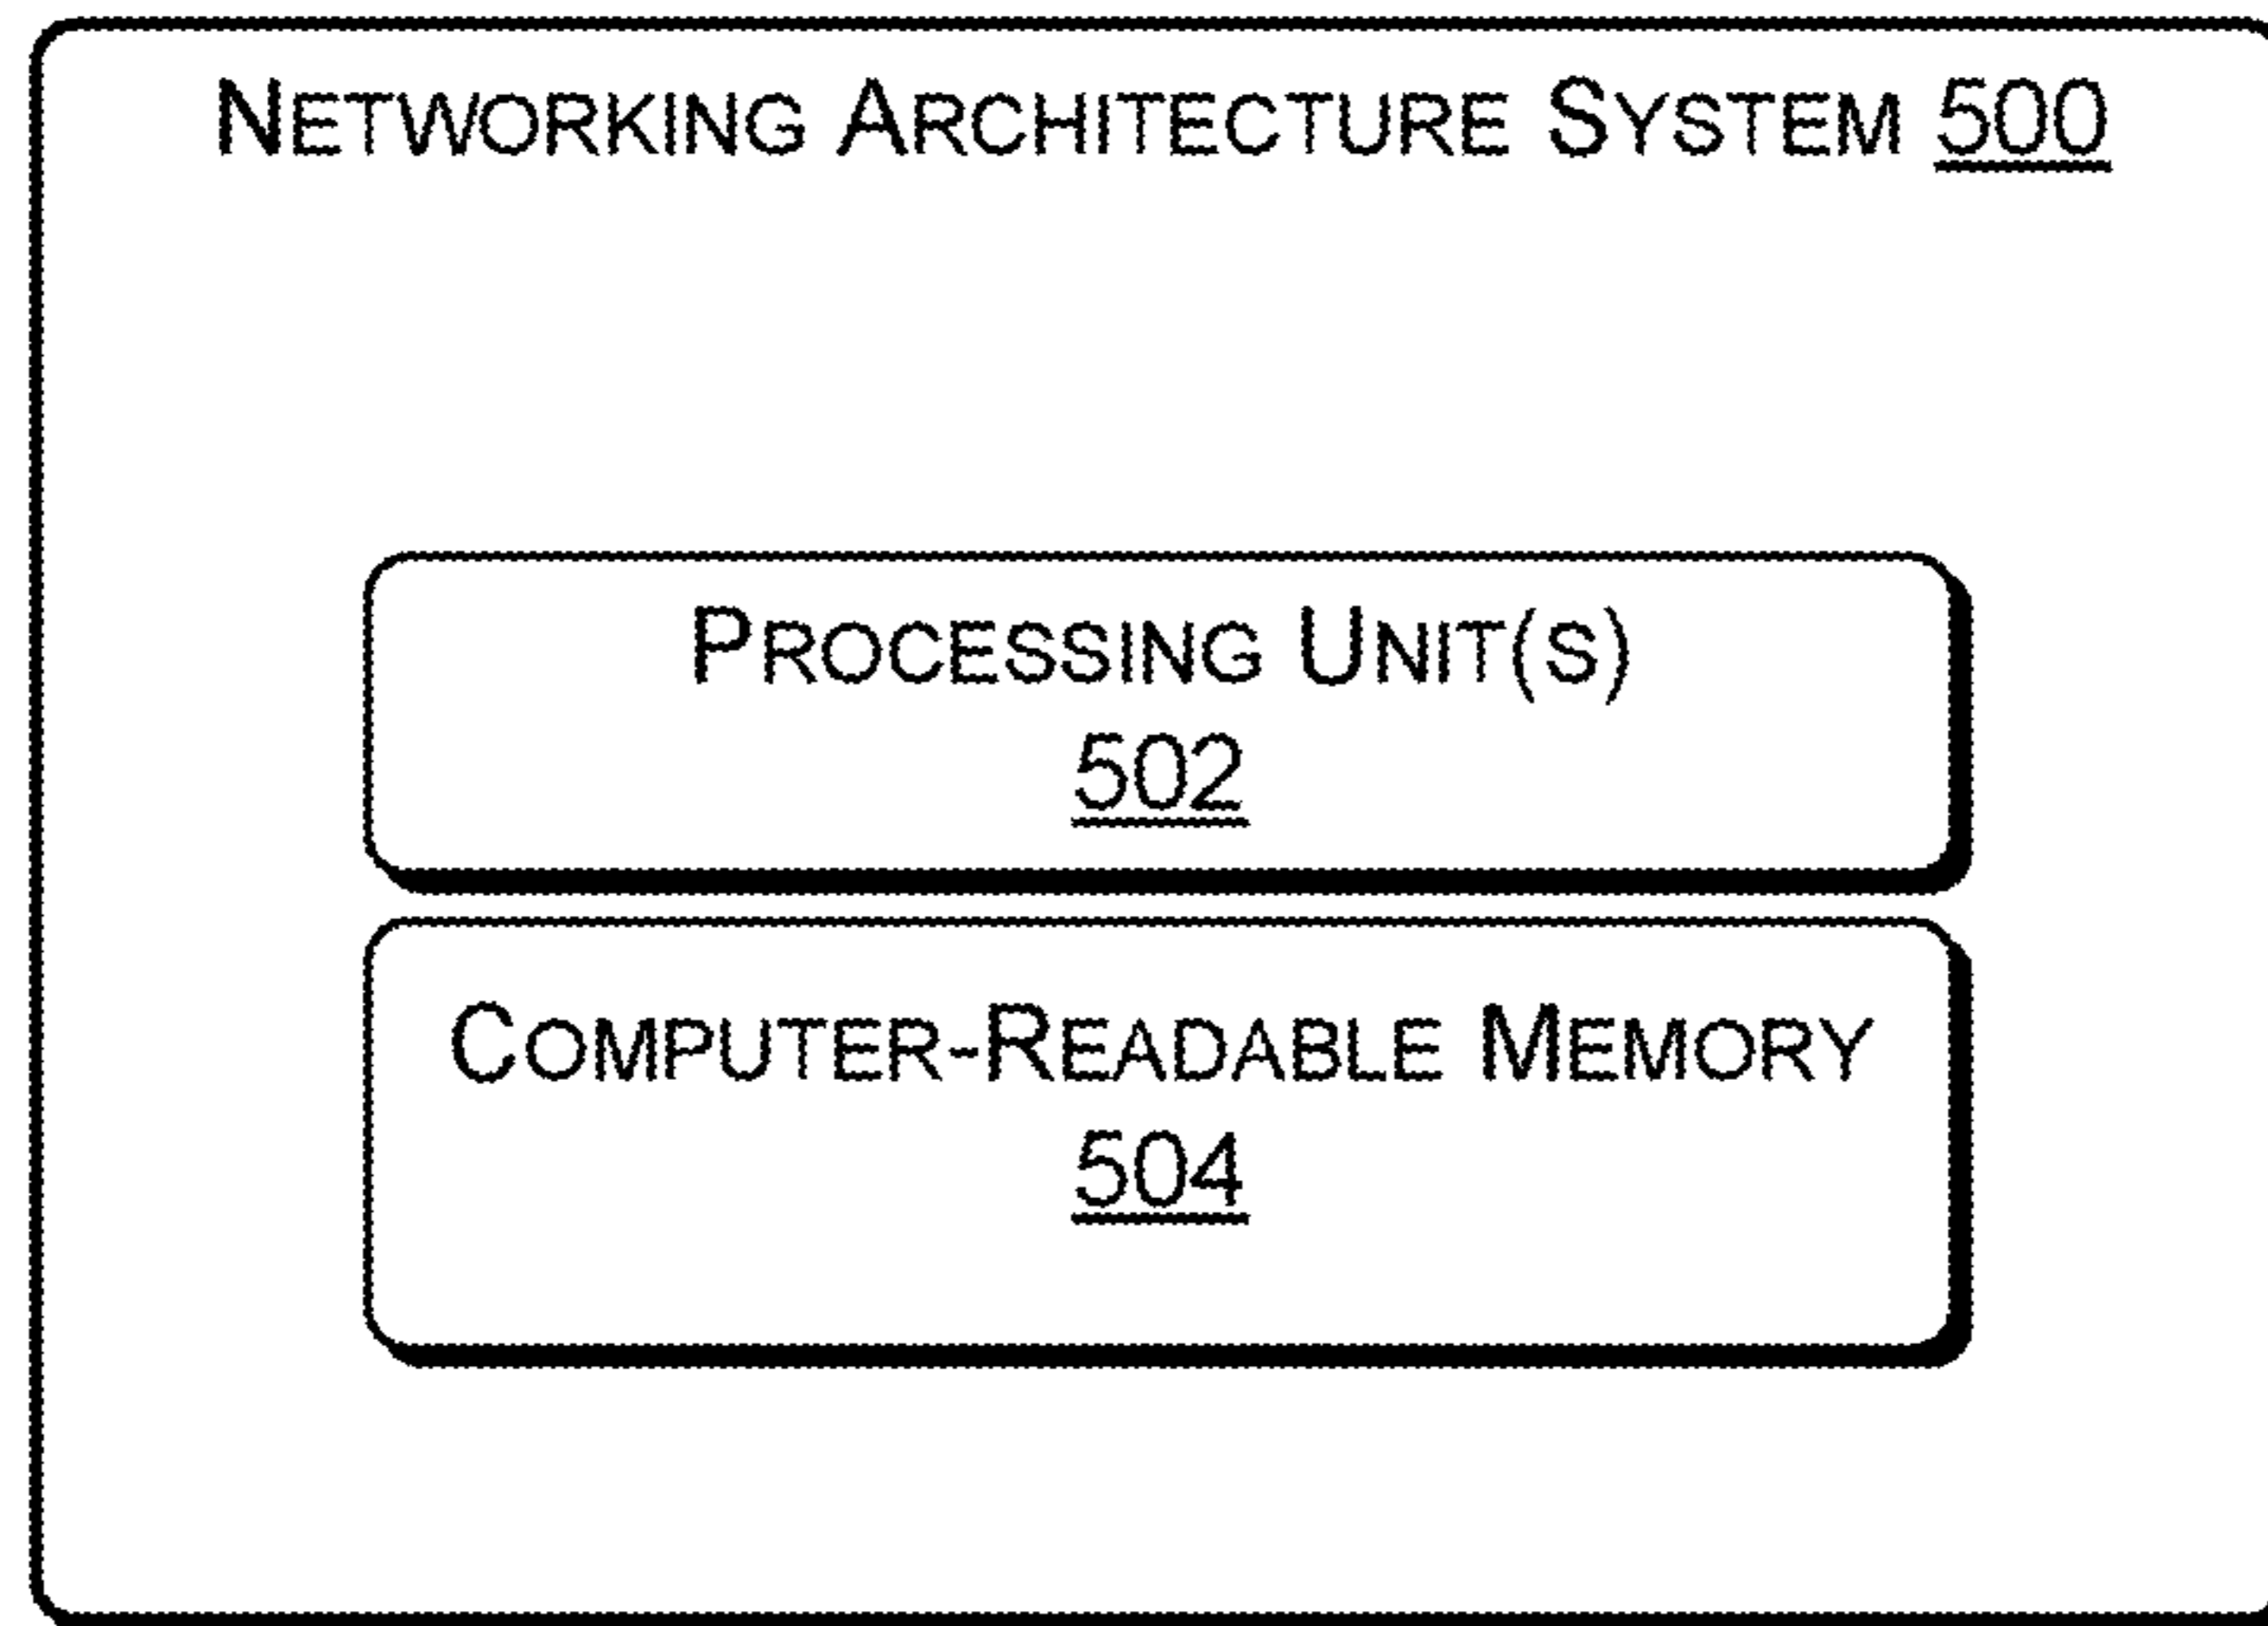 NETWORKING ARCHITECTURE SYSTEM 500
PROCESSING UNIT(S)
502
COMPUTER-READABLE MEMORY
504